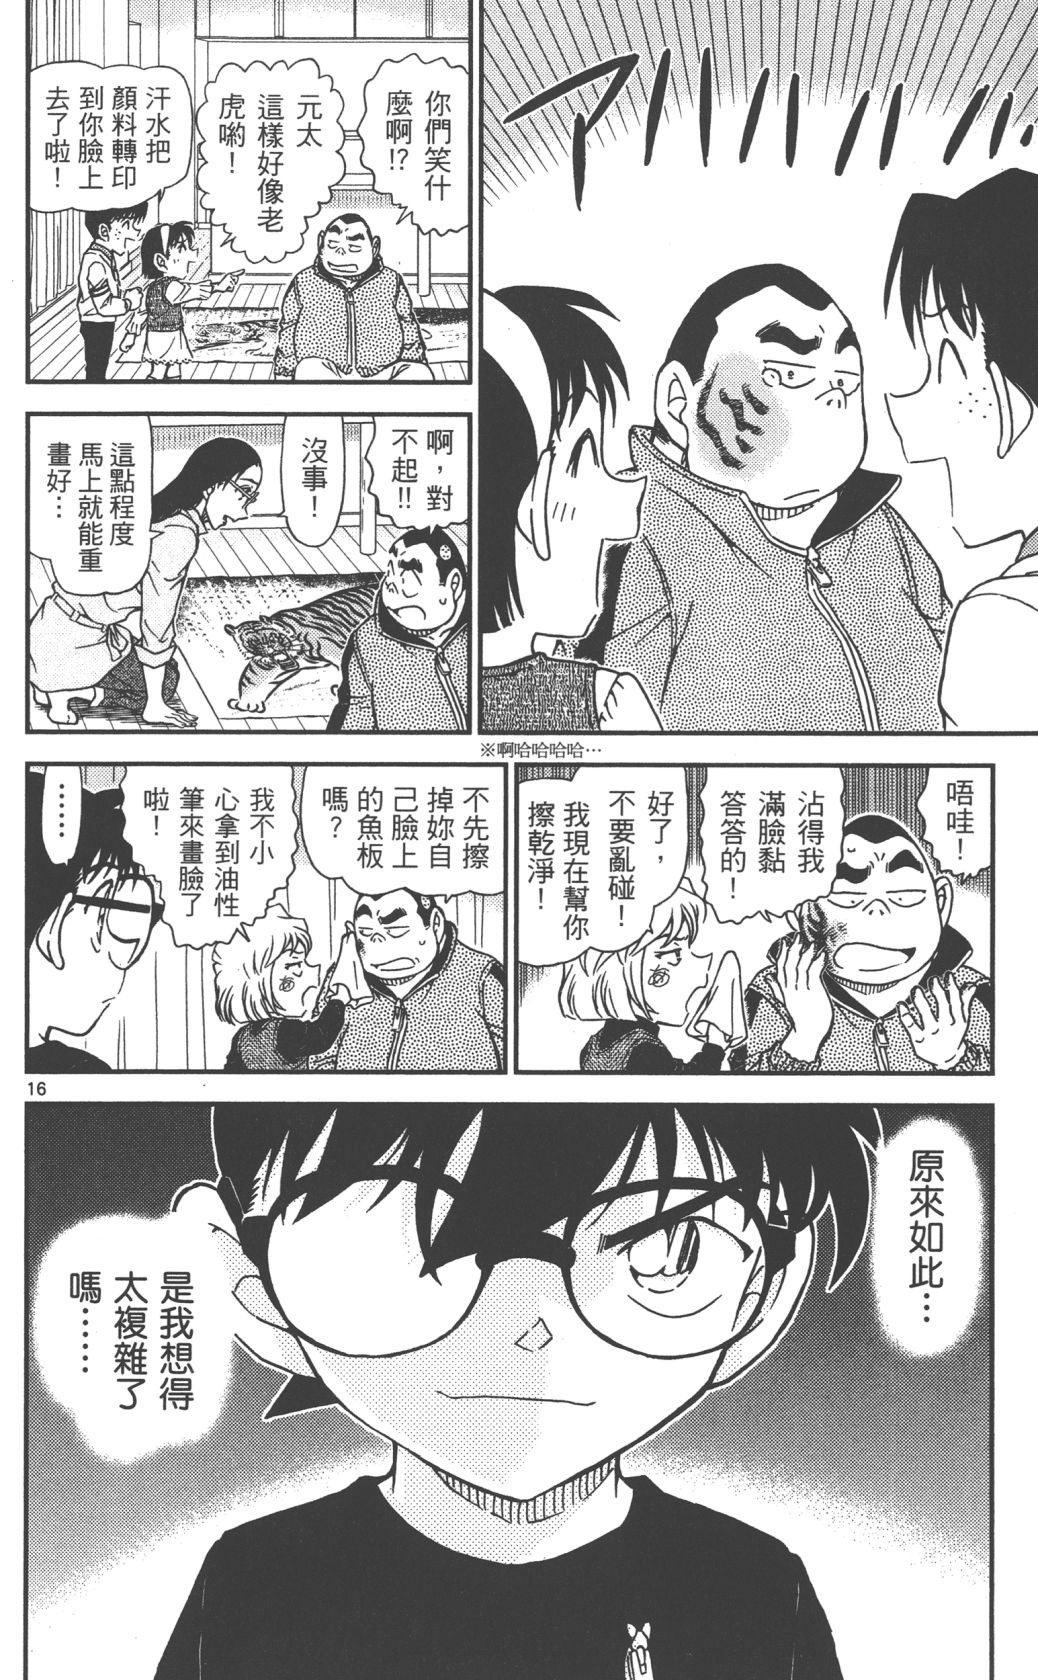 アハハハハハ…
※啊哈哈哈哈…
你們笑什
麼啊!?
元太
這樣好像老
虎喲！
汗水把
顏料轉印
到你臉上
去了啦！
啊，對
不起!!
沒事！
這點程度
馬上就能重
畫好…
唔哇！
沾得我
滿臉黏
答答的！
好了，
不要亂碰！
我現在幫你
擦乾淨！
不先擦
掉妳自
己臉上
的魚板
嗎？
我不小
心拿到油性
筆來畫臉了
啦！
……
16
原來如此…
是我想得
太複雜了
嗎……